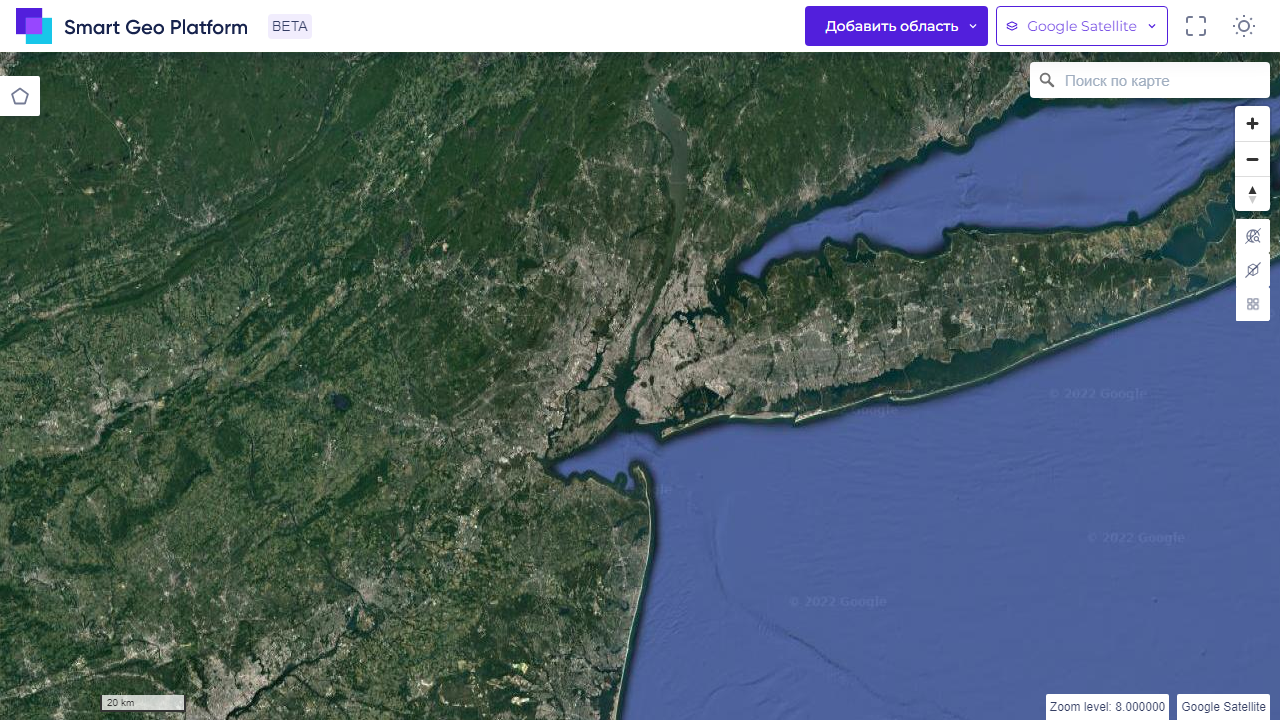 Smart Geo Platform BETA Добавить область Google Satellite
Поиск по карте
© 2022 Google
Google
© 2022 Google
© 2022 Google
20 km
Zoom level: 8.000000 Google Satellite